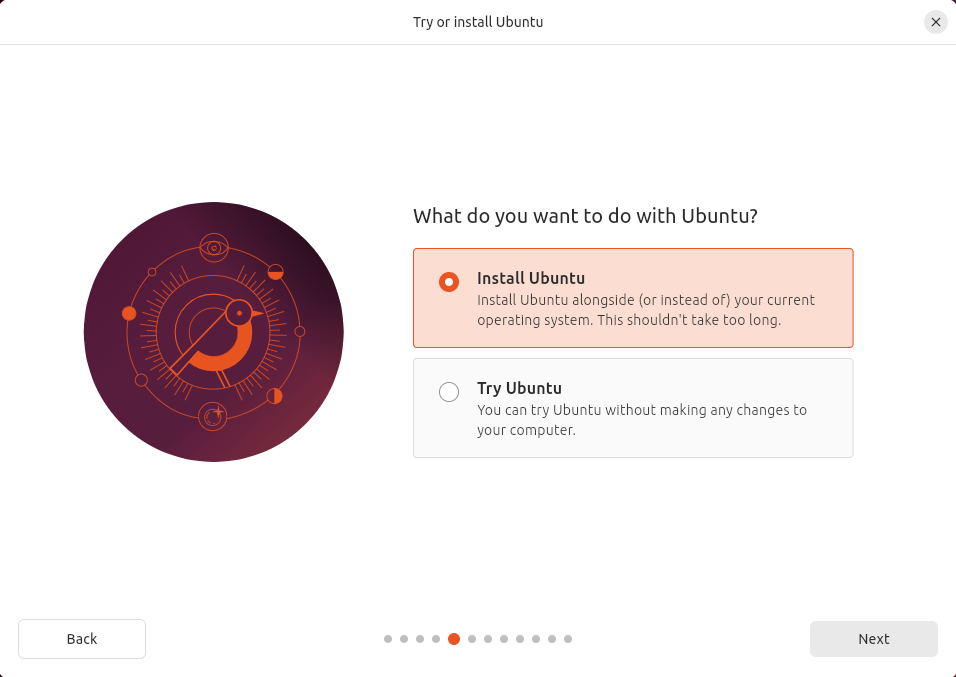 Try or install Ubuntu
What do you want to do with Ubuntu?
Install Ubuntu
Install Ubuntu alongside (or instead of) your current
operating system. This shouldn't take too long.
Try Ubuntu
You can try Ubuntu without making any changes to
your computer.
Back
Next